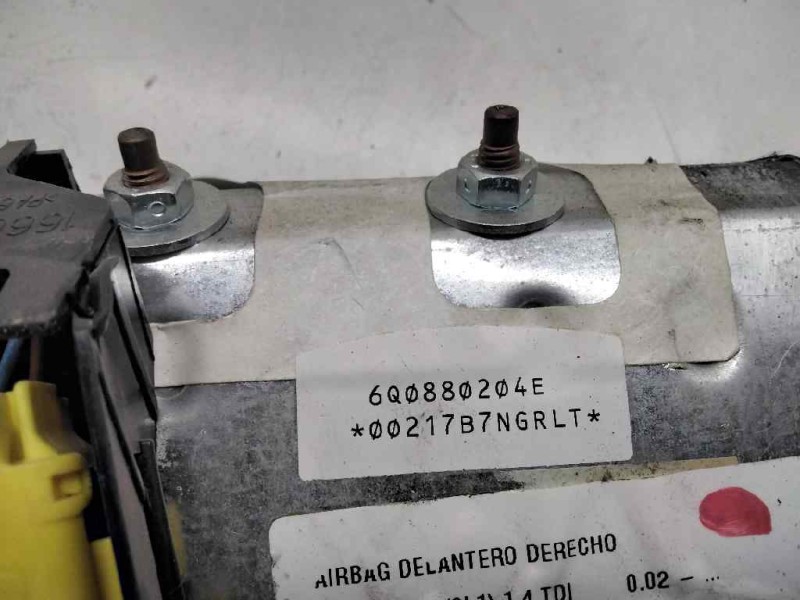 6Q0880204E
*00217B7NGRLT*
AIRBAG DELANTERO DERECHO
1.4 TDI 0.02 - ...